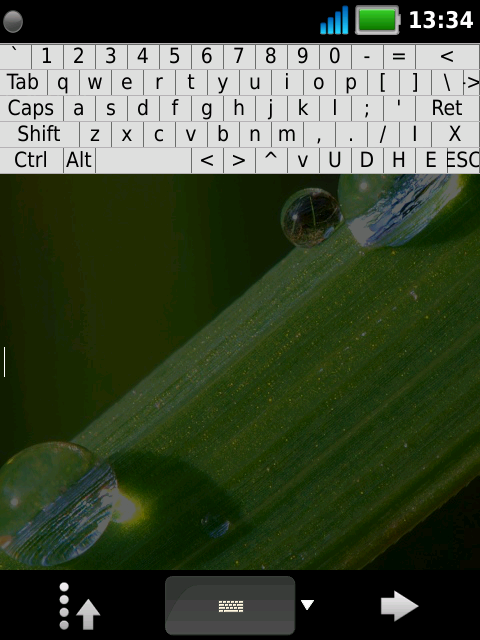 13:34
` 1 2 3 4 5 6 7 8 9 0 - = <
Tab q w e r t y u i o p [ ] \ ->
Caps a s d f g h j k l ; ' Ret
Shift z x c v b n m , . / I X
Ctrl Alt < > ^ v U D H E ESC